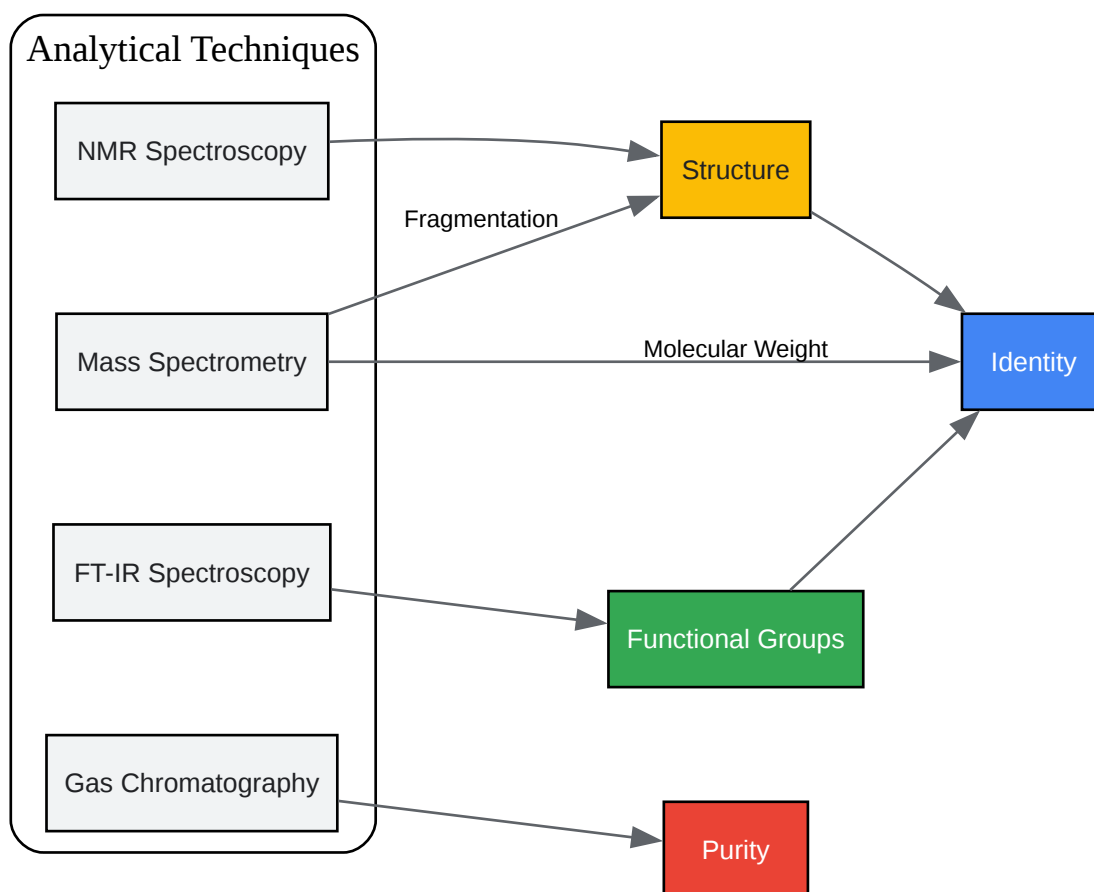 Analytical Techniques
NMR Spectroscopy
Structure
Fragmentation
Mass Spectrometry
Molecular Weight
Identity
FT-IR Spectroscopy
Functional Groups
Gas Chromatography
Purity